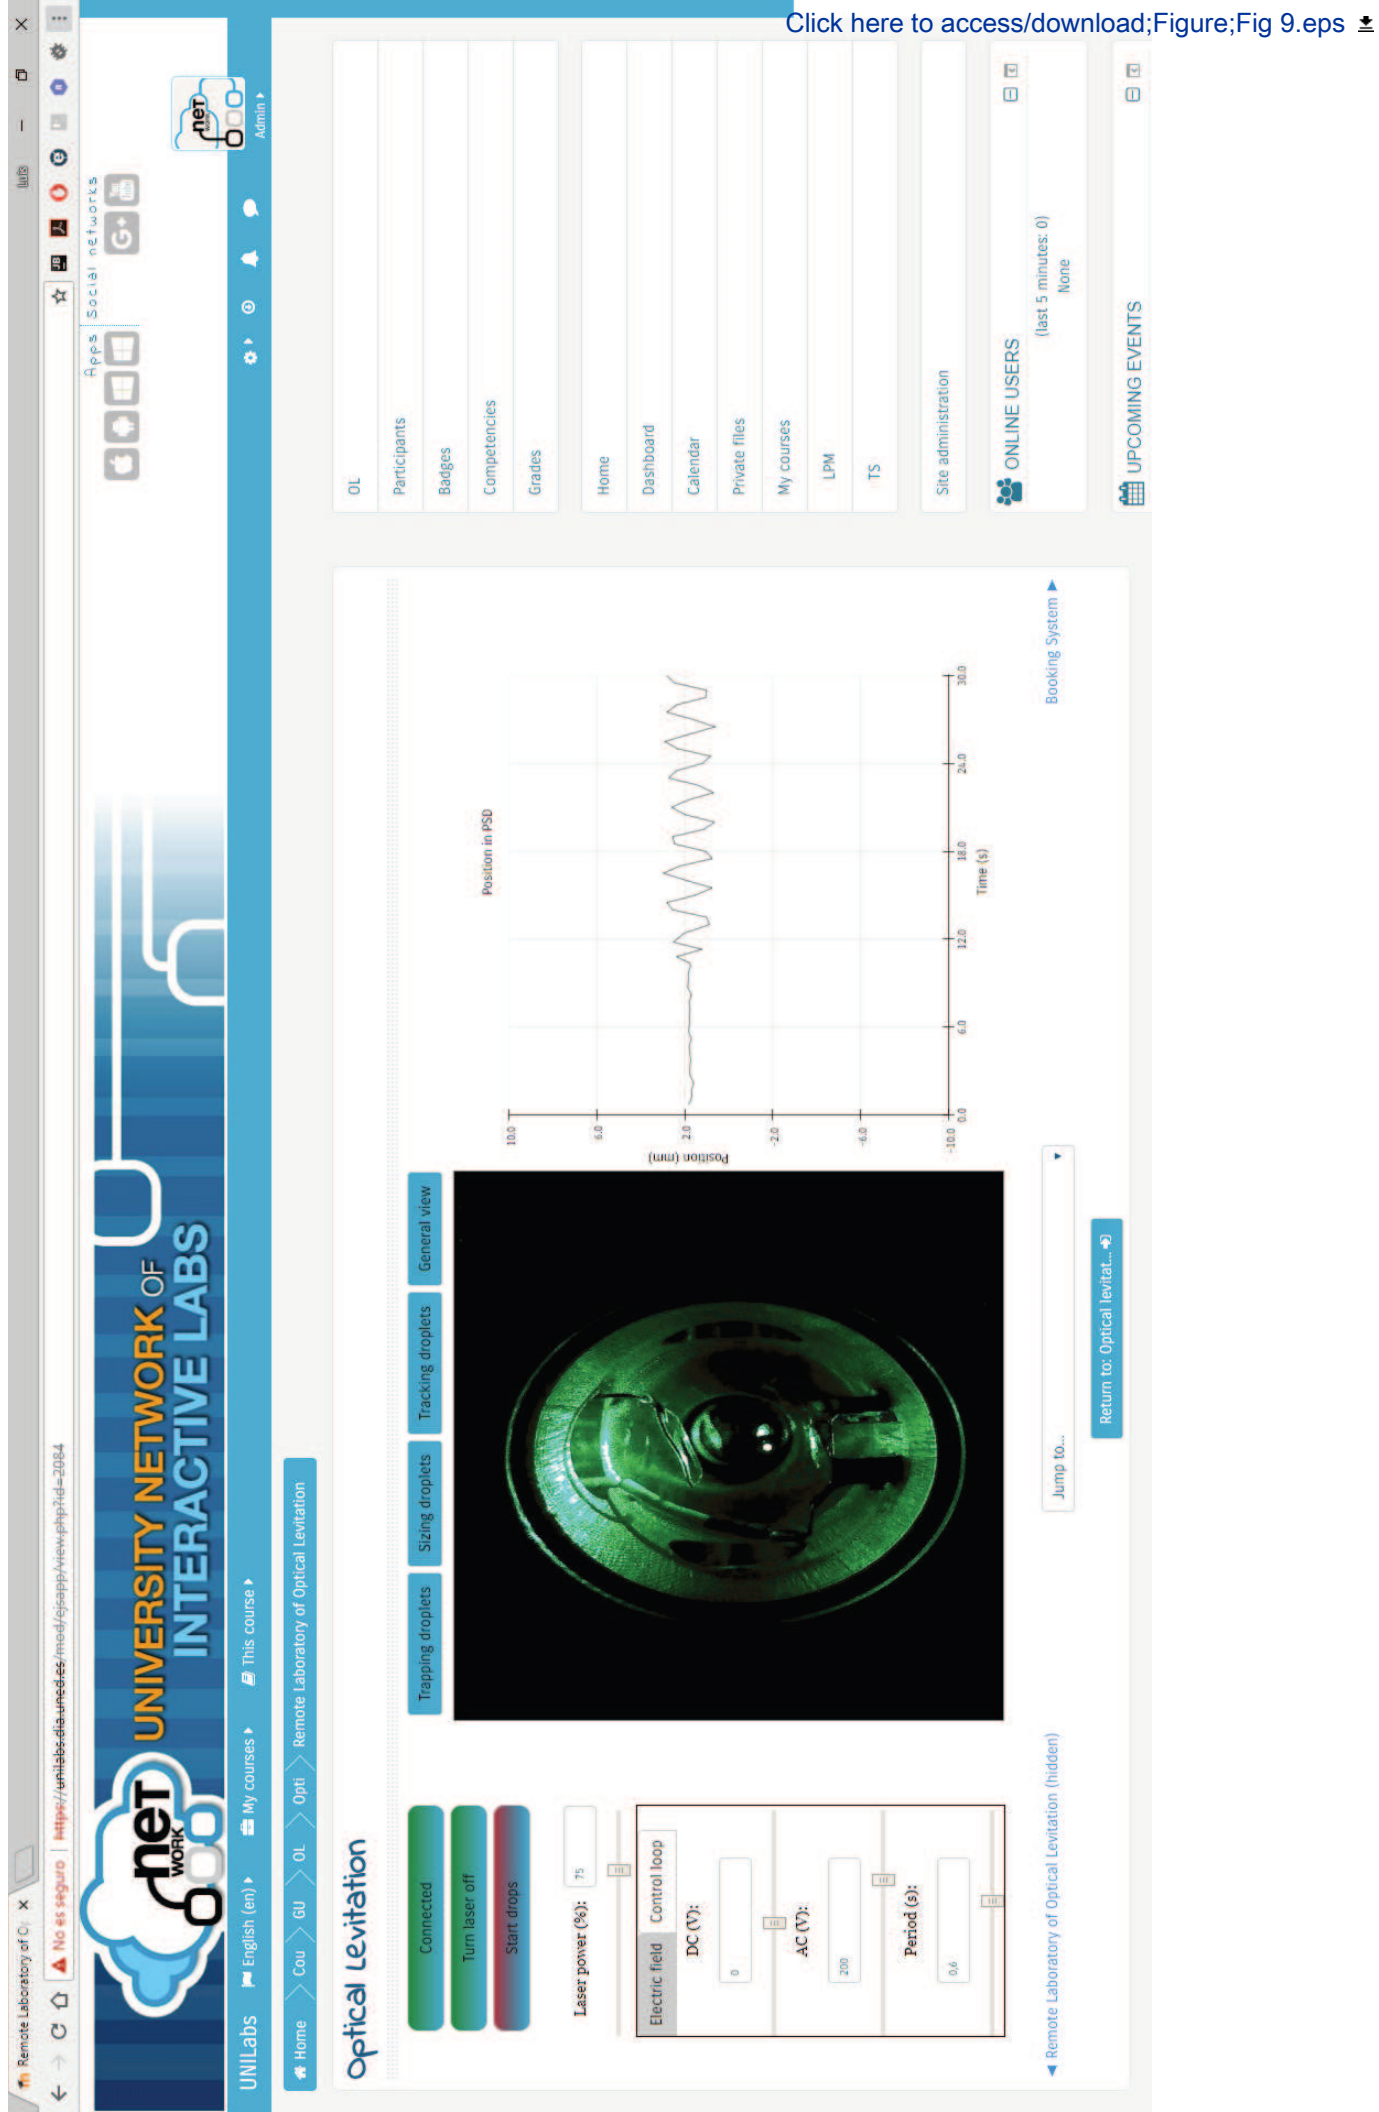 Click here to access/download;Figure;Fig 9.eps
Remote Laboratory of Op
Luis
No es seguro | https://unilabs.dia.uned.es/mod/ejsapp/view.php?id=2084
JB
net
WORK
UNIVERSITY NETWORK OF
INTERACTIVE LABS
Apps
Social networks
G+
You
Tube
net
UNILabs
English (en)
My courses
This course
Admin
Home
Cou
GU
OL
Opti
Remote Laboratory of Optical Levitation
Optical Levitation
Connected
Turn laser off
Start drops
Laser power (%):
75
Electric field
Control loop
DC (V):
0
AC (V):
200
Period (s):
0,6
Trapping droplets
Sizing droplets
Tracking droplets
General view
Position in PSD
Position (mm)
10.0
6.0
2.0
-2.0
-6.0
-10.0
0.0
6.0
12.0
18.0
24.0
30.0
Time (s)
◄ Remote Laboratory of Optical Levitation (hidden)
Jump to...
Booking System ►
Return to: Optical levitat...
OL
Participants
Badges
Competencies
Grades
Home
Dashboard
Calendar
Private files
My courses
LPM
TS
Site administration
ONLINE USERS
(last 5 minutes: 0)
None
UPCOMING EVENTS